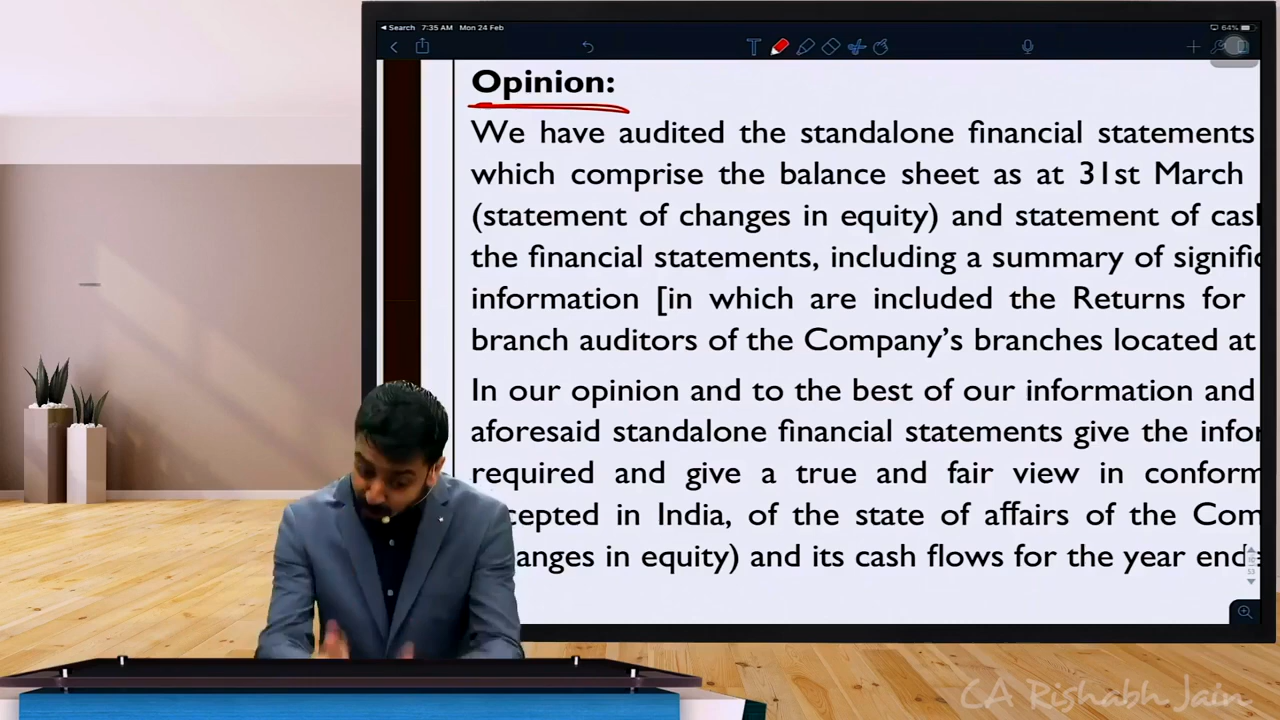 Search 7:35 AM Mon 24 Feb 64%
Opinion:
We have audited the standalone financial statements
which comprise the balance sheet as at 31st March
(statement of changes in equity) and statement of cash
the financial statements, including a summary of signific
information [in which are included the Returns for
branch auditors of the Company's branches located at
In our opinion and to the best of our information and
aforesaid standalone financial statements give the infor
required and give a true and fair view in conform
cepted in India, of the state of affairs of the Com
anges in equity) and its cash flows for the year end
53
CA Rishabh Jain